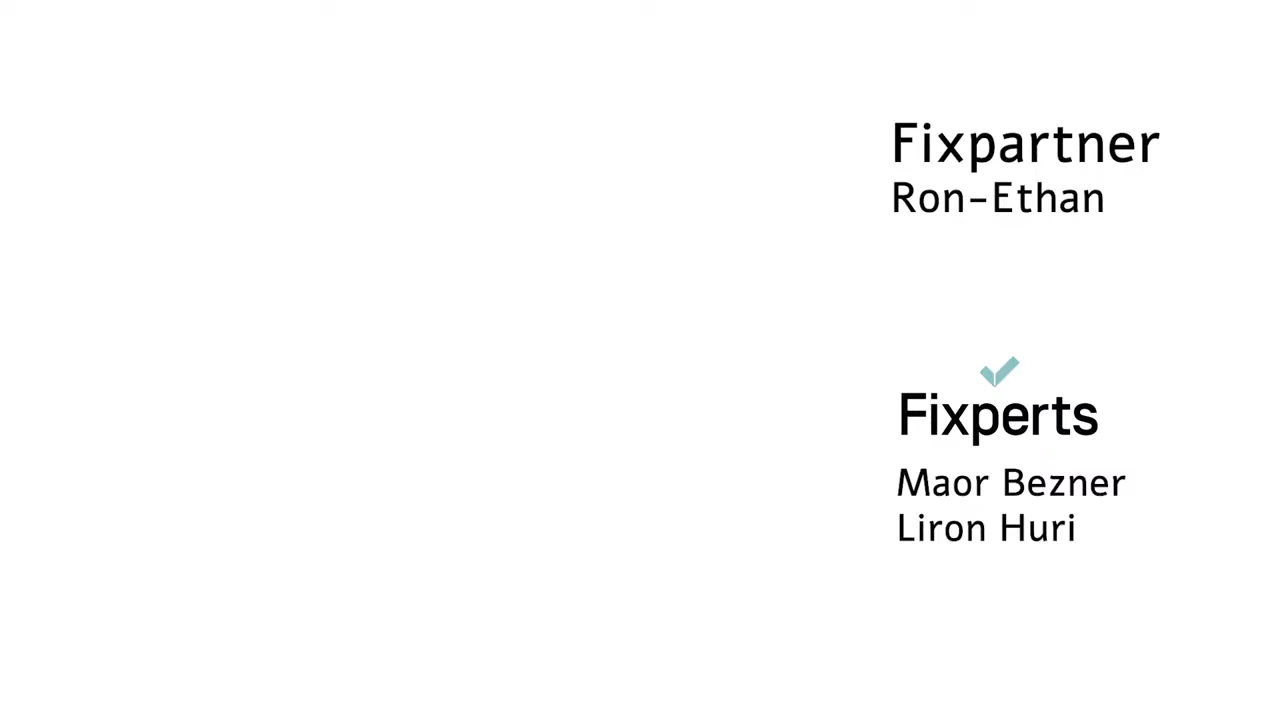 Fixpartner
Ron-Ethan
Fixperts
Maor Bezner
Liron Huri